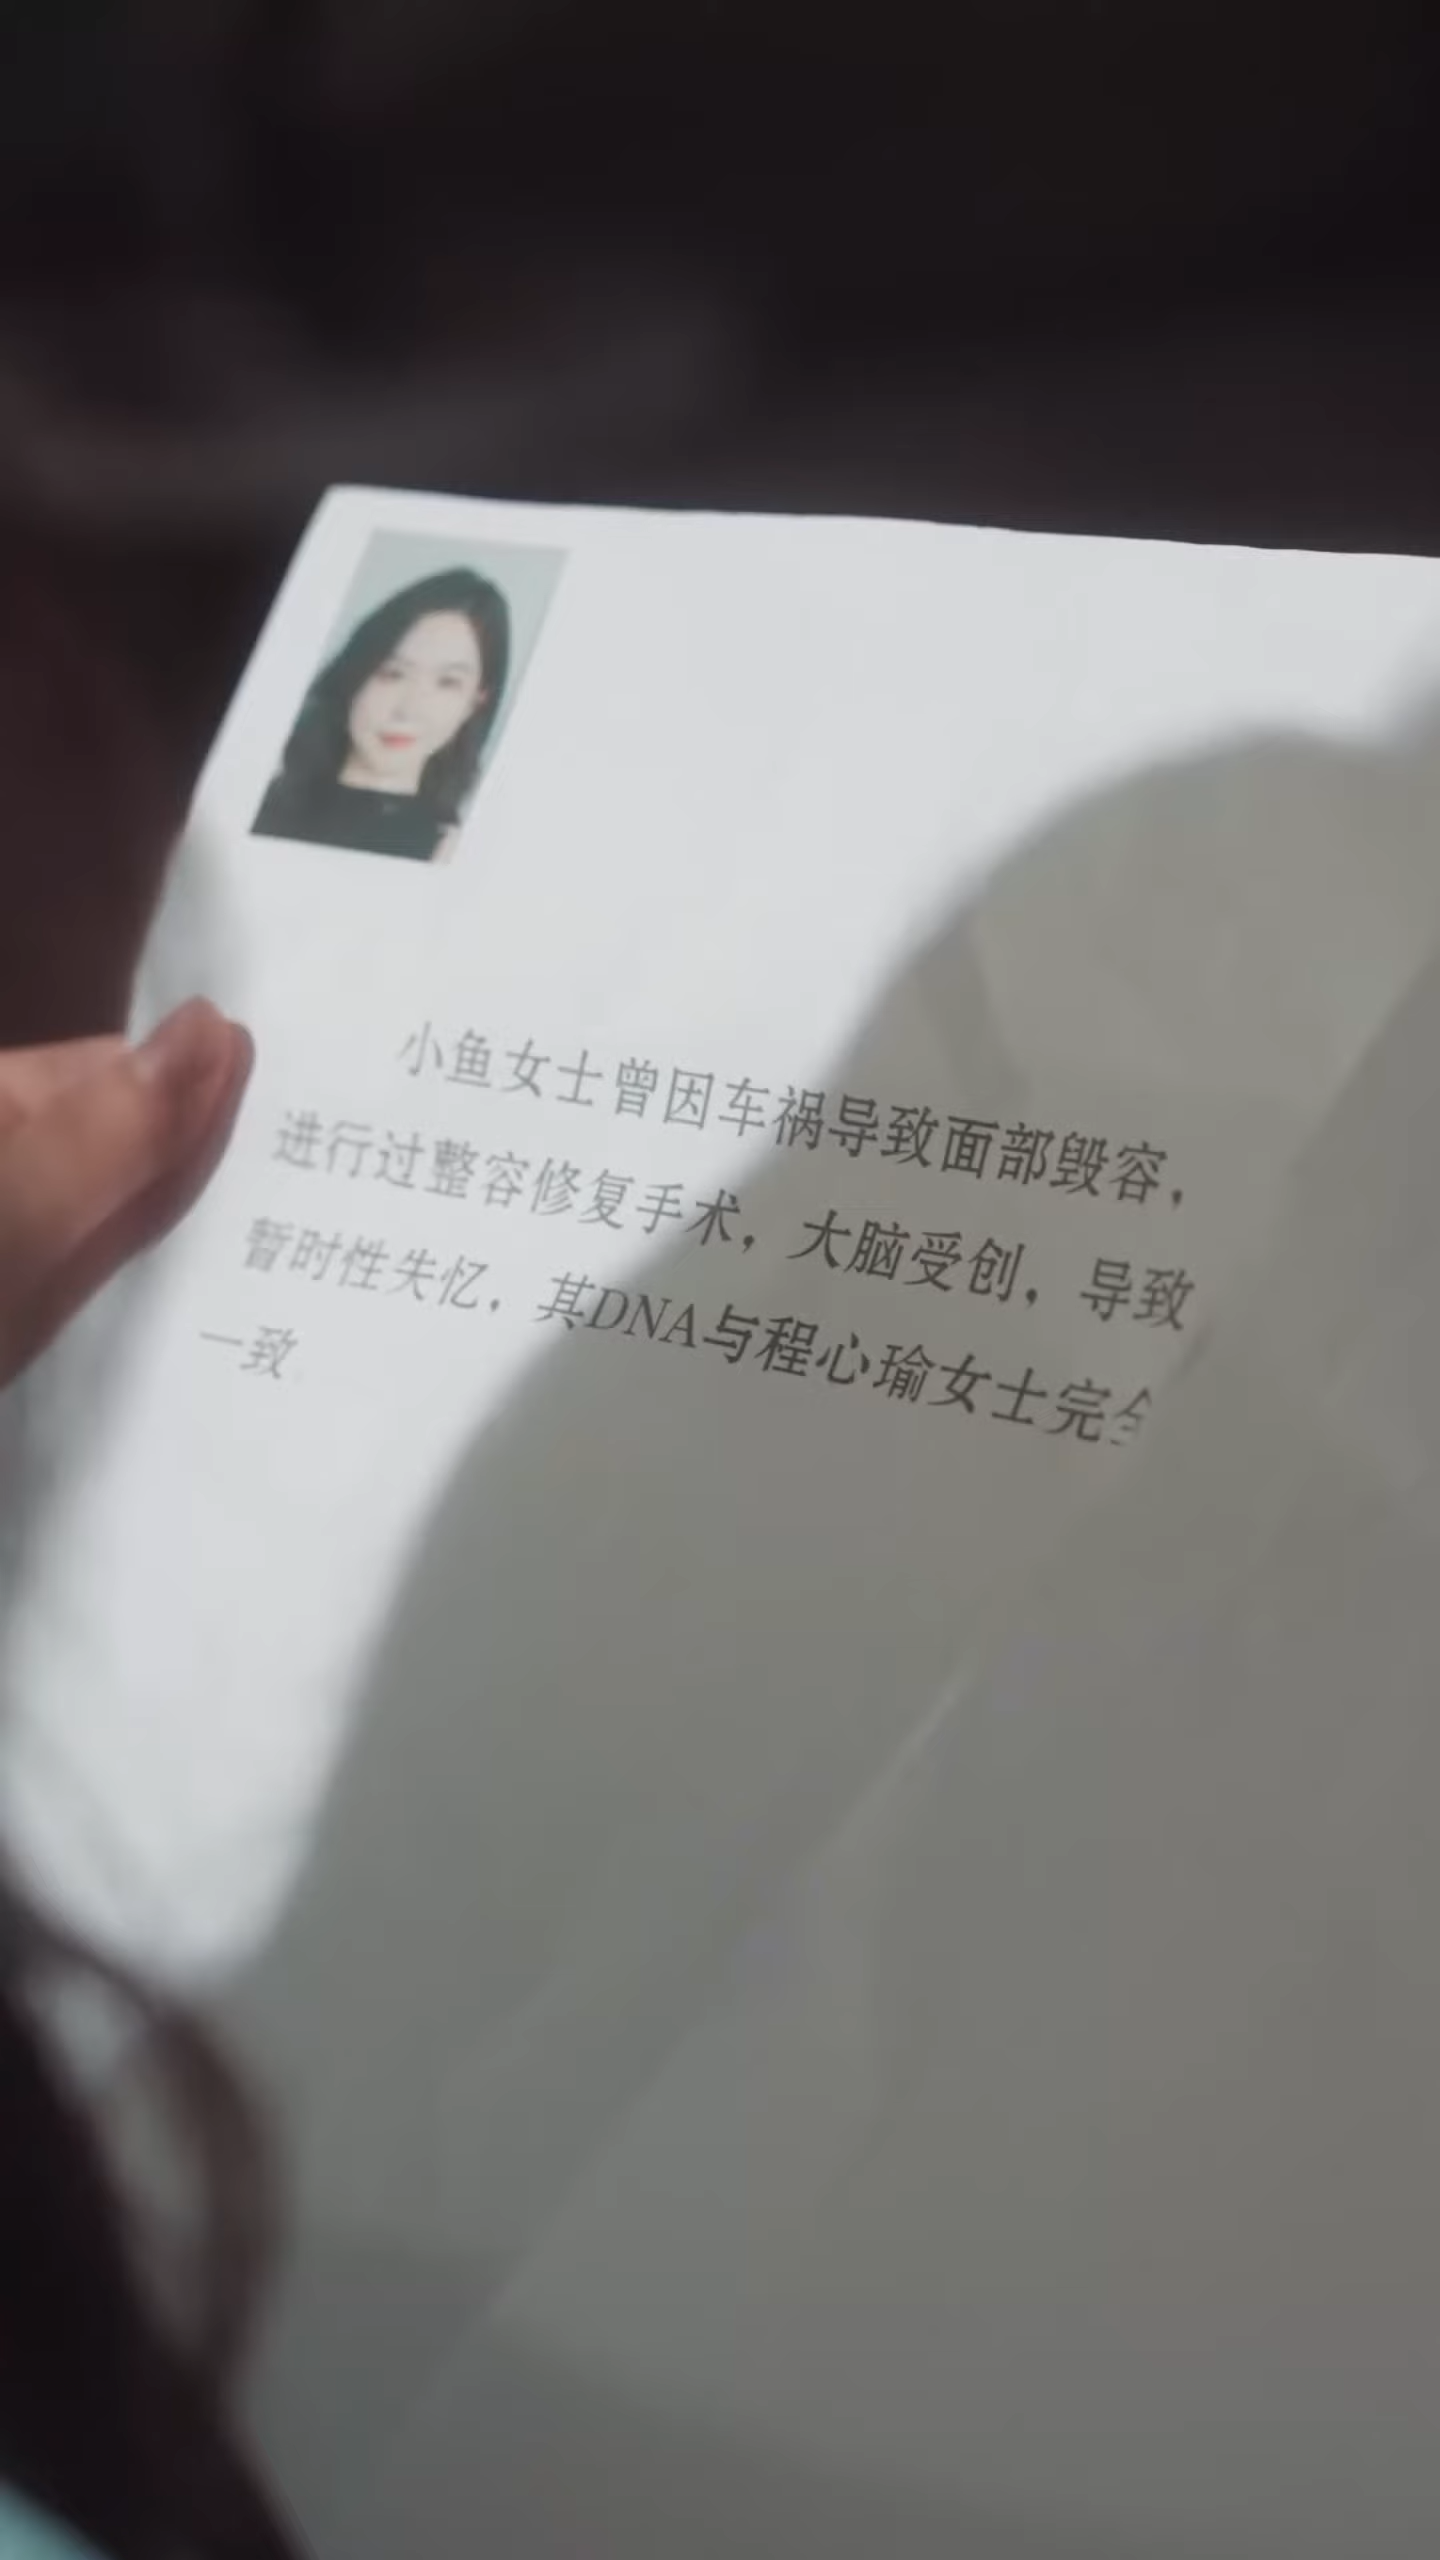 小鱼女士曾因车祸导致面部毁容，
进行过整容修复手术，大脑受创，导致
暂时性失忆，其DNA与程心瑜女士完全
一致。